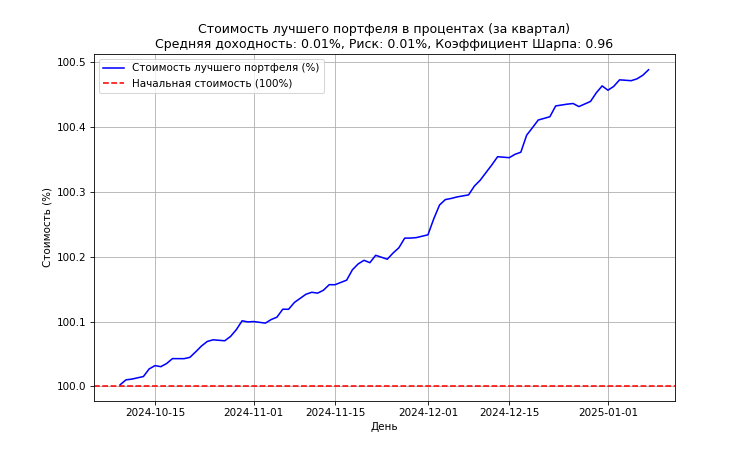 Стоимость лучшего портфеля в процентах (за квартал)
Средняя доходность: 0.01%, Риск: 0.01%, Коэффициент Шарпа: 0.96
Стоимость лучшего портфеля (%)
Начальная стоимость (100%)
Стоимость (%)
100.5
100.4
100.3
100.2
100.1
100.0
2024-10-15
2024-11-01
2024-11-15
2024-12-01
2024-12-15
2025-01-01
День